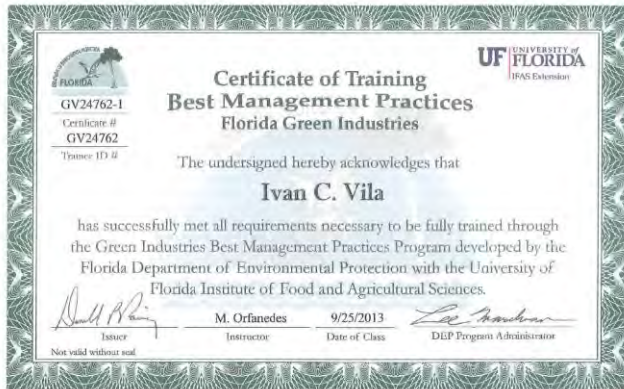 FLORIDA
GV24762-1
Certificate #
GV24762
Trainee ID #
UF UNIVERSITY of
FLORIDA
IFAS Extension
Certificate of Training
Best Management Practices
Florida Green Industries
The undersigned hereby acknowledges that
Ivan C. Vila
has successfully met all requirements necessary to be fully trained through
the Green Industries Best Management Practices Program developed by the
Florida Department of Environmental Protection with the University of
Florida Institute of Food and Agricultural Sciences.
M. Orfanedes 9/25/2013
Issuer Instructor Date of Class DEP Program Administrator
Not valid without seal